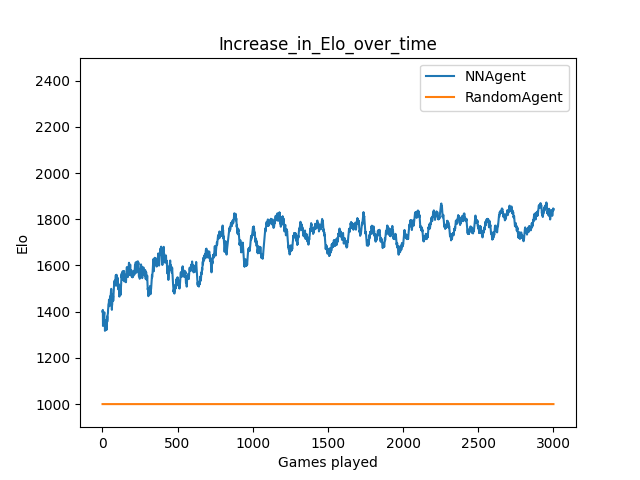 Increase_in_Elo_over_time
NNAgent
RandomAgent
2400
2200
2000
1800
1600
1400
1200
1000
Elo
0 500 1000 1500 2000 2500 3000
Games played